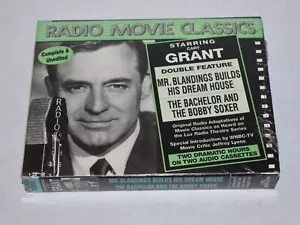 RADIO MOVIE CLASSICS
Complete &
Unedited
STARRING
CARY
GRANT
DOUBLE FEATURE
MR. BLANDINGS BUILDS
HIS DREAM HOUSE
THE BACHELOR AND
THE BOBBY SOXER
Original Radio Adaptations of
Movie Classics as Heard on
the Lux Radio Theatre Series
Special Introduction by WNBC-TV
Movie Critic Jeffrey Lyons
TWO DRAMATIC HOURS
ON TWO AUDIO CASSETTES
RADIO
MR. BLANDINGS BUILDS HIS DREAM HOUSE
THE BACHELOR AND THE BOBBY SOXER